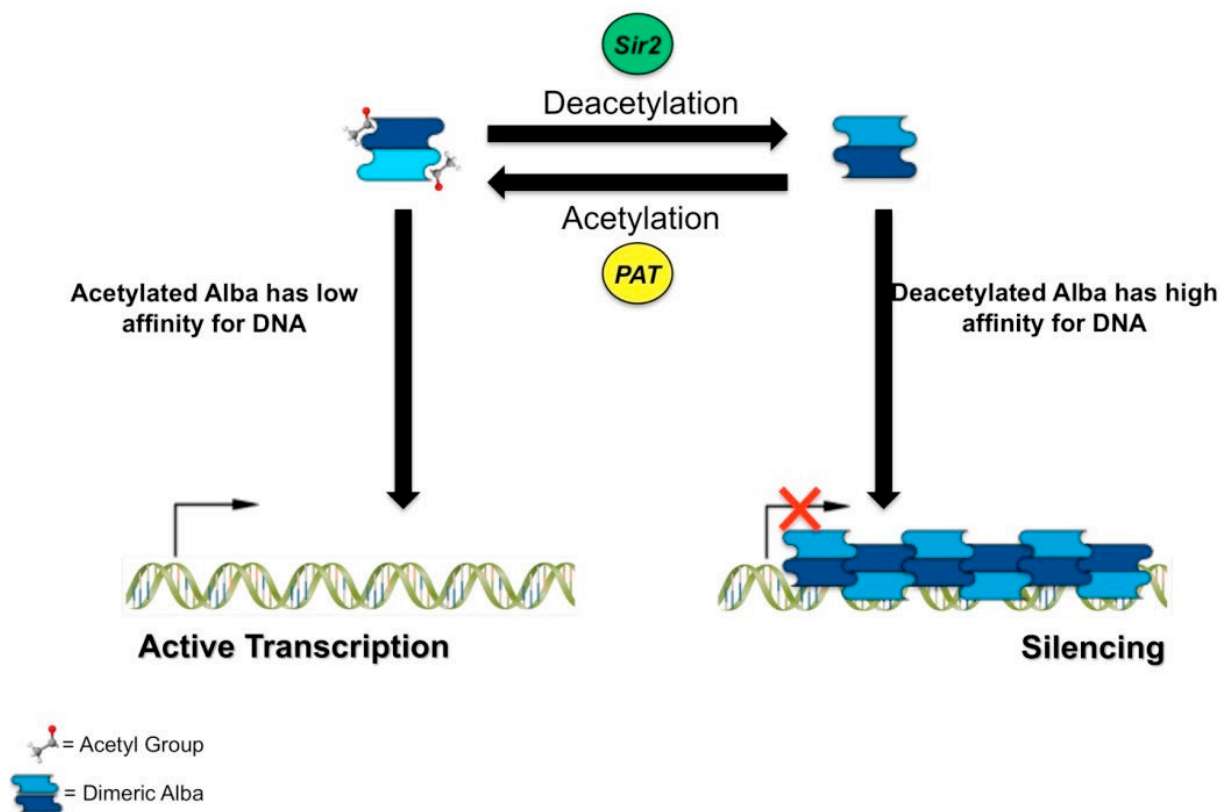 Sir2
Deacetylation
Acetylation
PAT
Acetylated Alba has low
affinity for DNA
Deacetylated Alba has high
affinity for DNA
Active Transcription
Silencing
= Acetyl Group
= Dimeric Alba